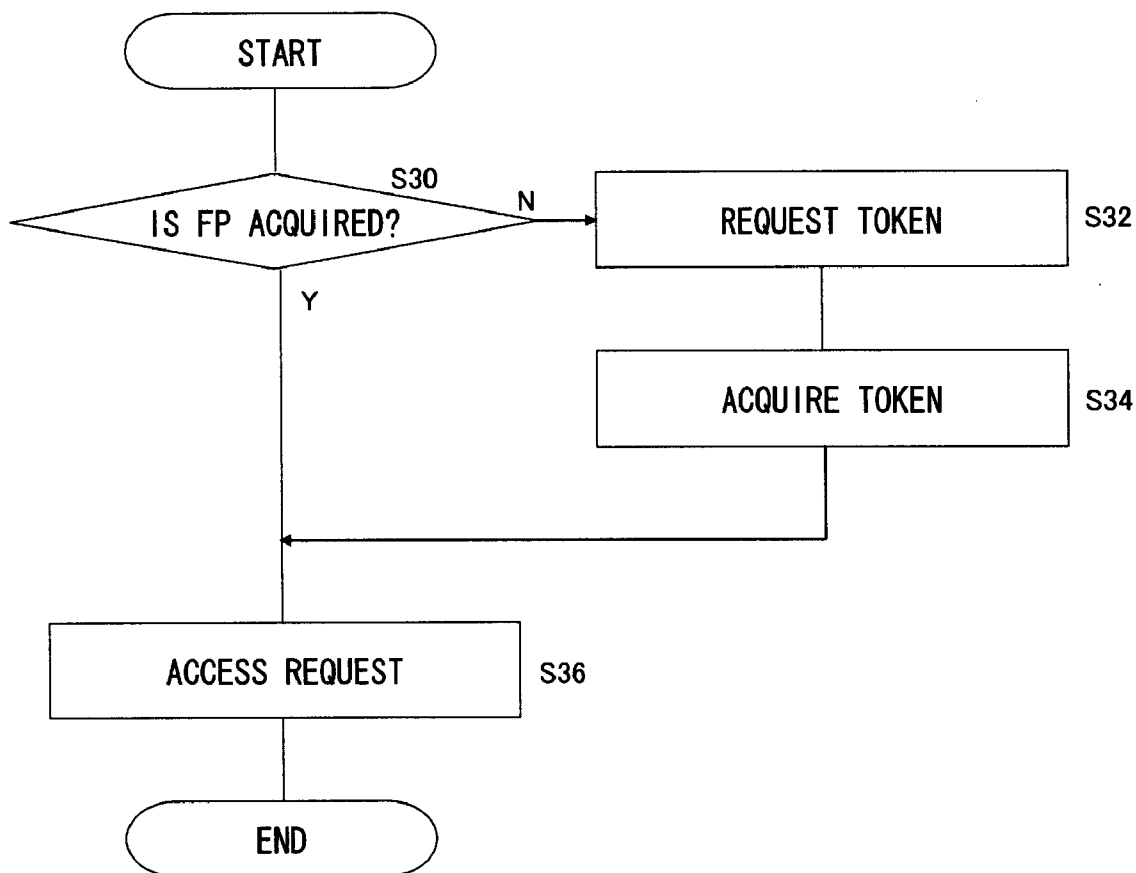 START
S30
IS FP ACQUIRED?
N
REQUEST TOKEN
S32
Y
ACQUIRE TOKEN
S34
ACCESS REQUEST
S36
END